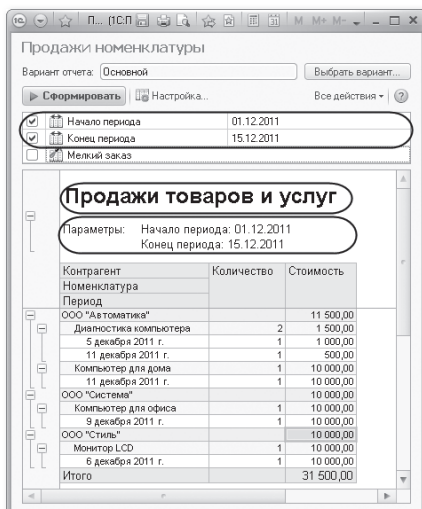 П... (1С:П M M+ M-
Продажи номенклатуры
Вариант отчета: Основной Выбрать вариант...
Сформировать Настройка... Все действия ?
Начало периода 01.12.2011
Конец периода 15.12.2011
Мелкий заказ
Продажи товаров и услуг
Параметры: Начало периода: 01.12.2011
Конец периода: 15.12.2011
Контрагент Количество Стоимость
Номенклатура
Период
ООО "Автоматика" 11 500,00
Диагностика компьютера 2 1 500,00
5 декабря 2011 г. 1 1 000,00
11 декабря 2011 г. 1 500,00
Компьютер для дома 1 10 000,00
11 декабря 2011 г. 1 10 000,00
ООО "Система" 10 000,00
Компьютер для офиса 1 10 000,00
9 декабря 2011 г. 1 10 000,00
ООО "Стиль" 10 000,00
Монитор LCD 1 10 000,00
6 декабря 2011 г. 1 10 000,00
Итого 31 500,00